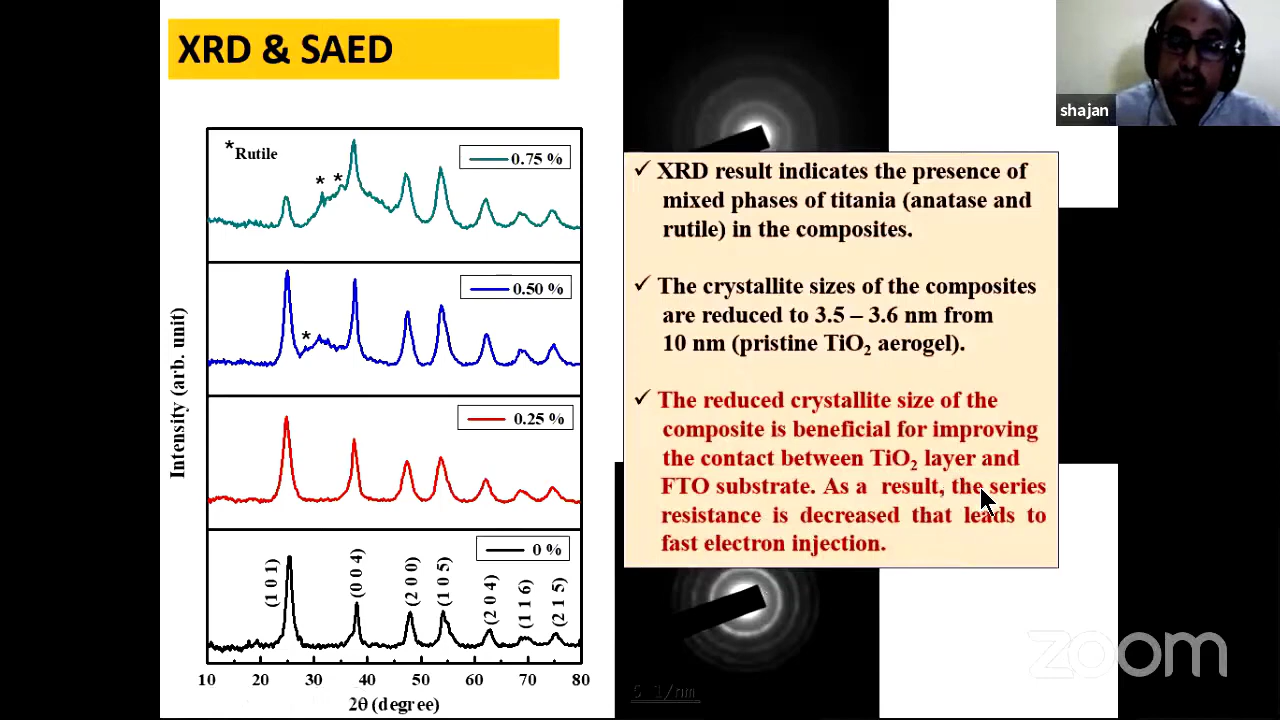 XRD & SAED
shajan
*Rutile
0.75 %
* *
0.50 %
*
0.25 %
0 %
(1 0 1)
(0 0 4)
(2 0 0)
(1 0 5)
(2 0 4)
(1 1 6)
(2 1 5)
Intensity (arb. unit)
10 20 30 40 50 60 70 80
2θ (degree)
✓ XRD result indicates the presence of
mixed phases of titania (anatase and
rutile) in the composites.
✓ The crystallite sizes of the composites
are reduced to 3.5 – 3.6 nm from
10 nm (pristine TiO₂ aerogel).
✓ The reduced crystallite size of the
composite is beneficial for improving
the contact between TiO₂ layer and
FTO substrate. As a result, the series
resistance is decreased that leads to
fast electron injection.
5 1/nm
zoom